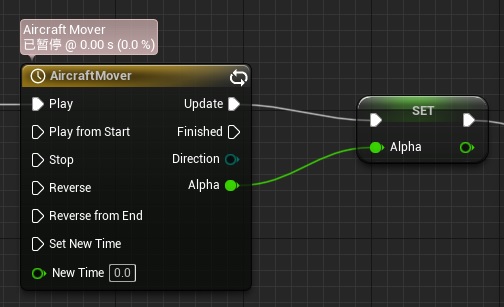 Aircraft Mover
已暂停 @ 0.00 s (0.0 %)
AircraftMover
Play
Update
Play from Start
Finished
Stop
Direction
Reverse
Alpha
Reverse from End
Set New Time
New Time 0.0
SET
Alpha